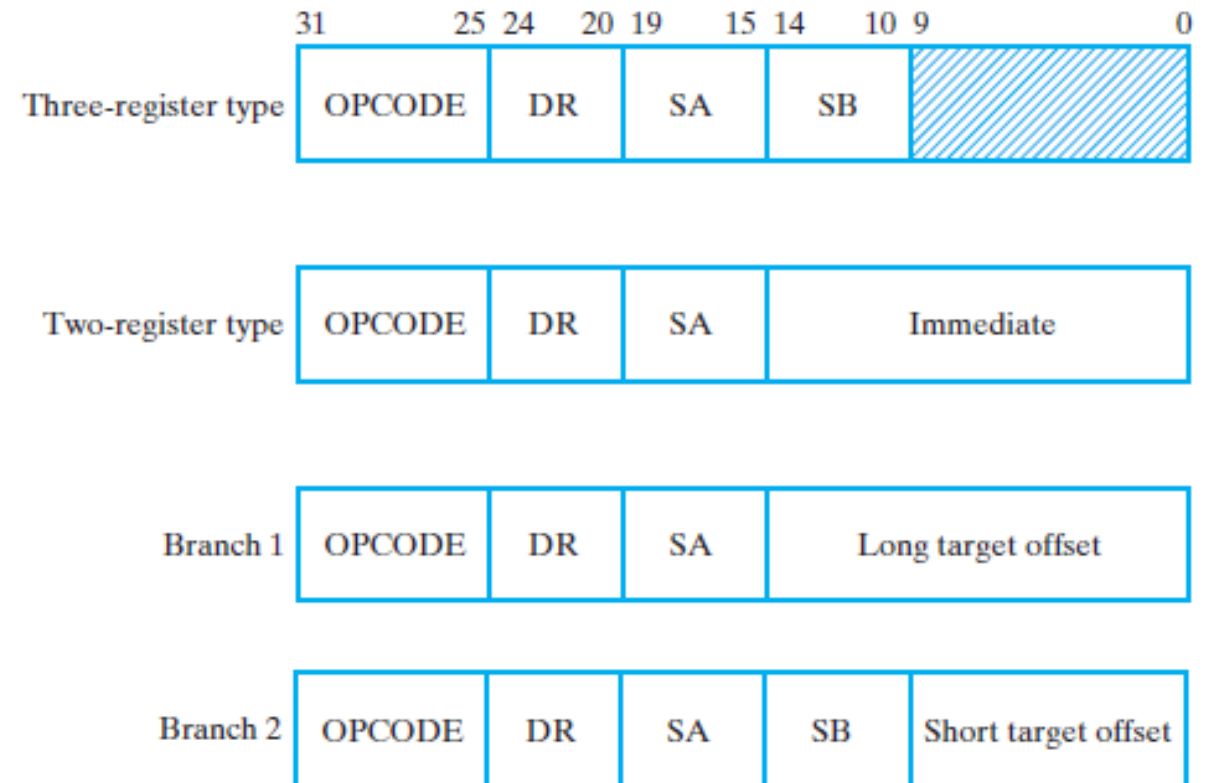 31 25 24 20 19 15 14 10 9 0
Three-register type OPCODE DR SA SB
Two-register type OPCODE DR SA Immediate
Branch 1 OPCODE DR SA Long target offset
Branch 2 OPCODE DR SA SB Short target offset